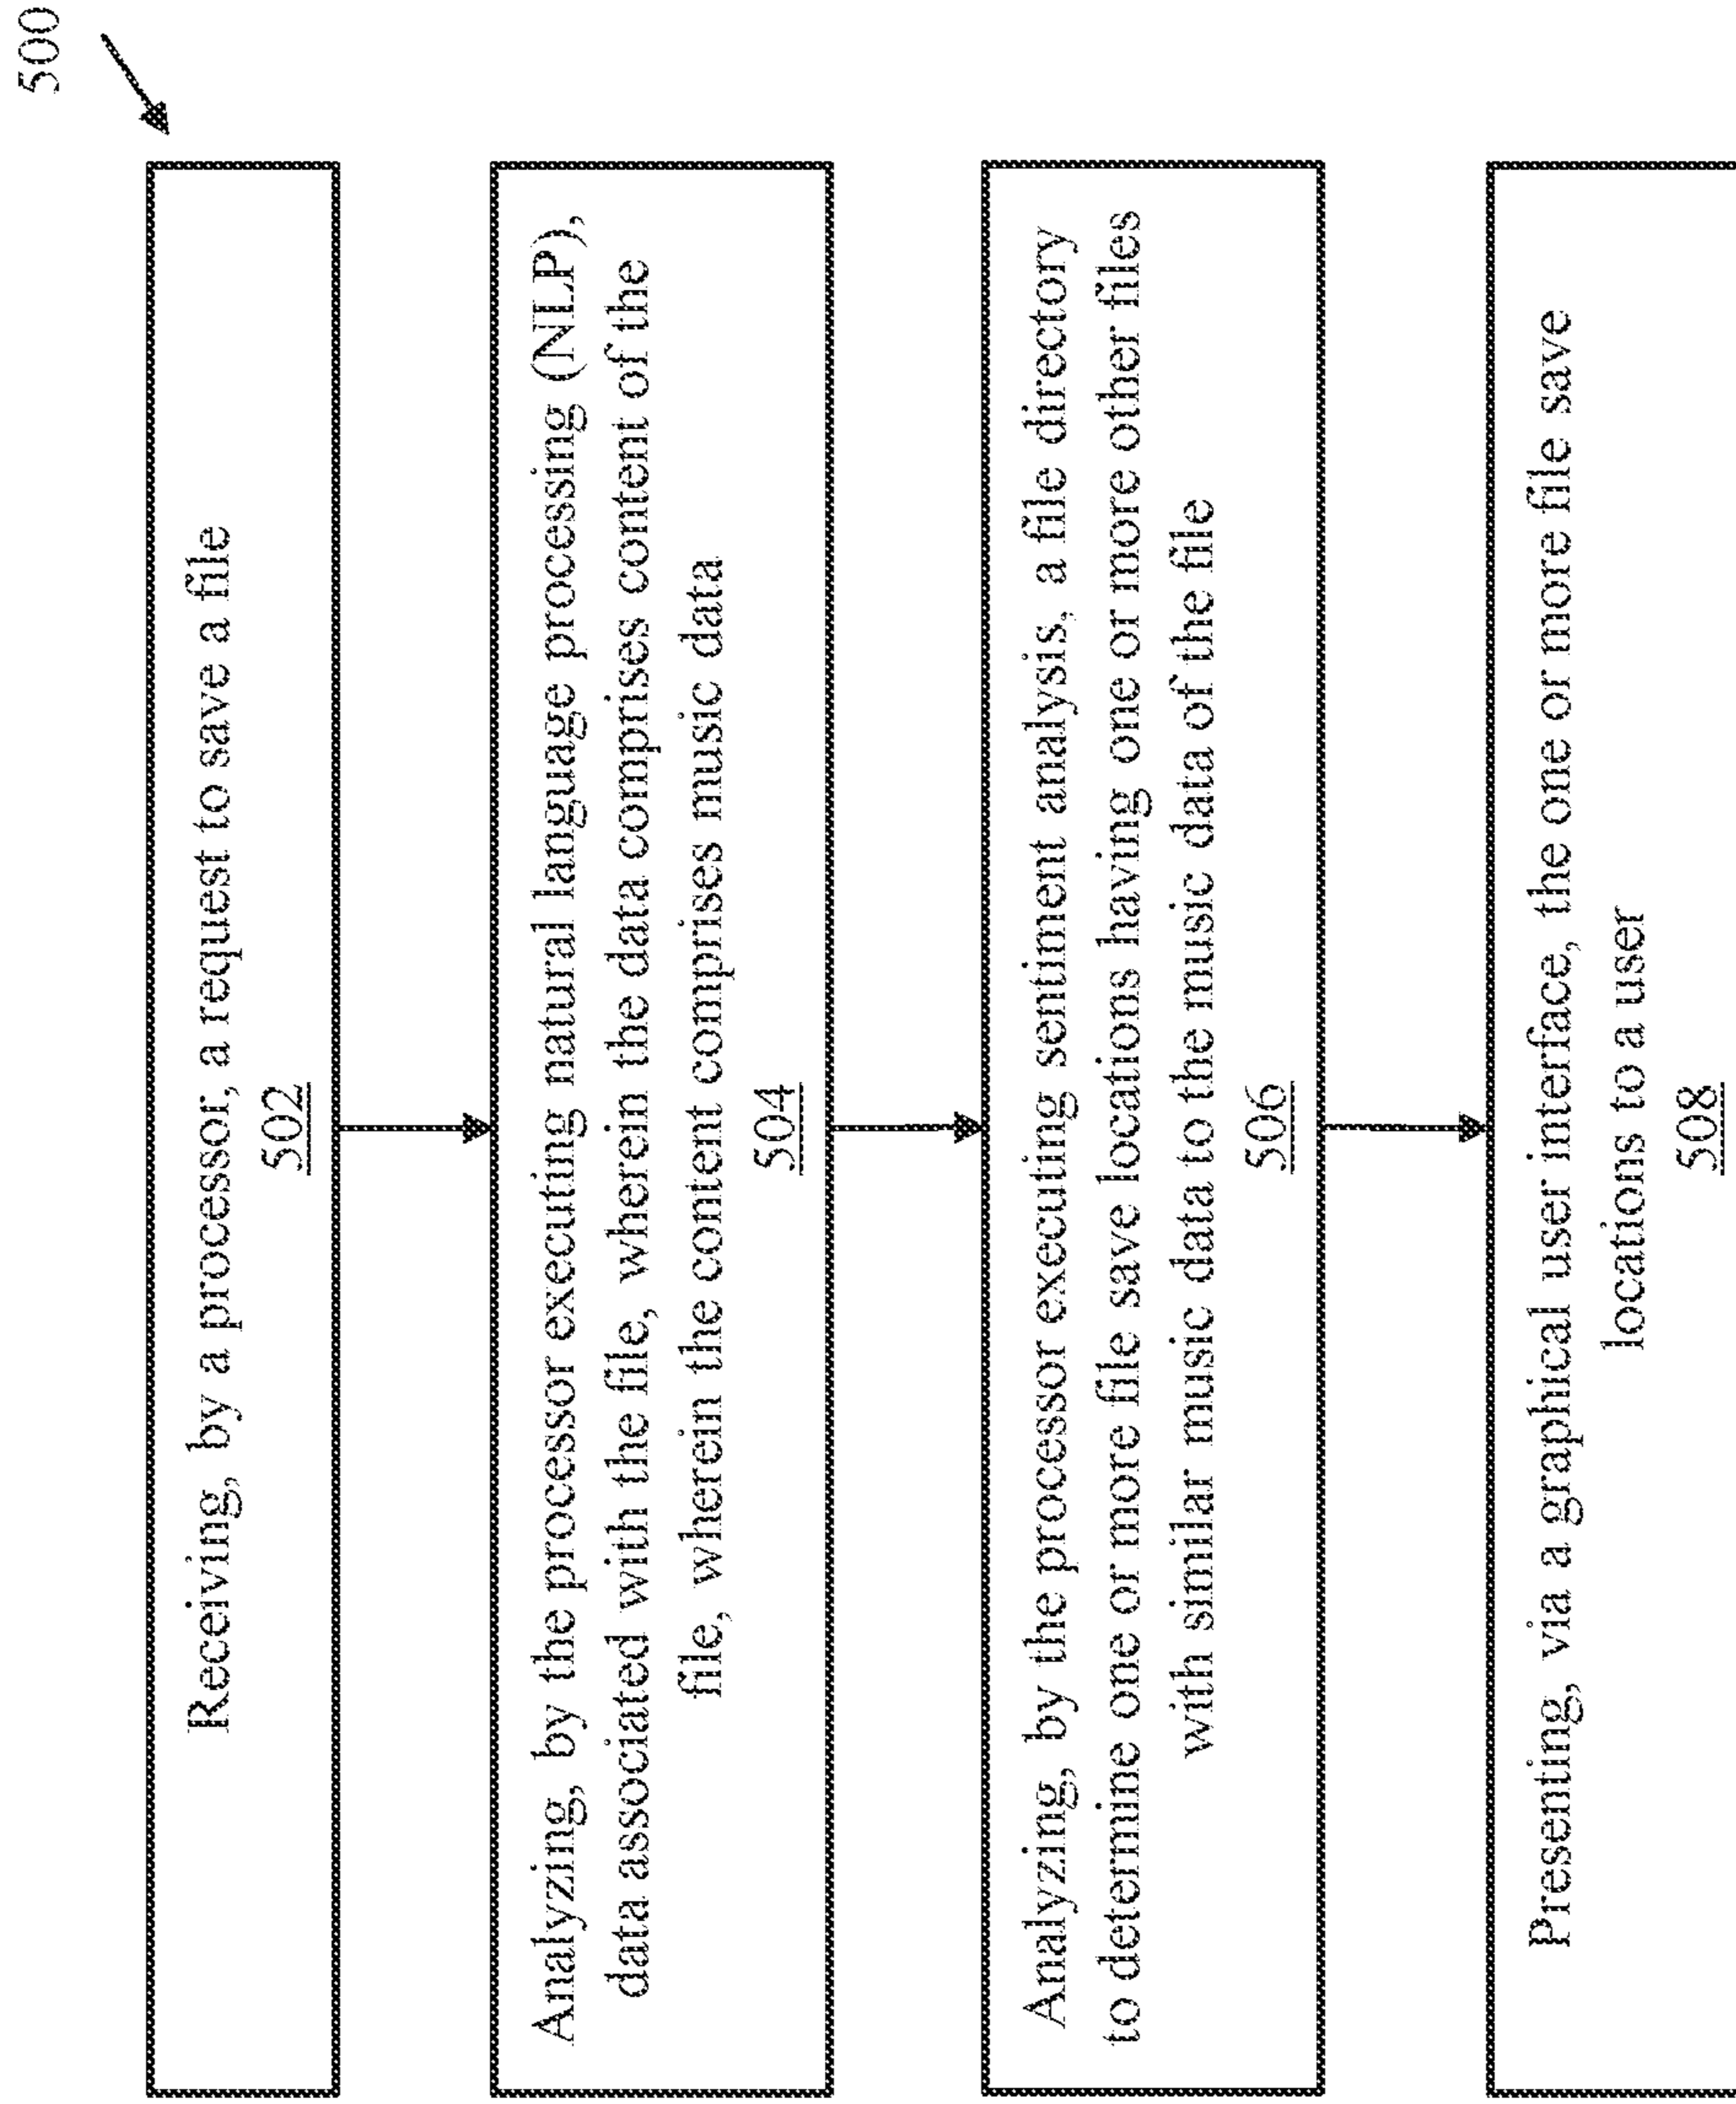 500
Receiving, by a processor, a request to save a file
502
Analyzing, by the processor executing natural language processing (NLP),
data associated with the file, wherein the data comprises content of the
file, wherein the content comprises music data
504
Analyzing, by the processor executing sentiment analysis, a file directory
to determine one or more file save locations having one or more other files
with similar music data to the music data of the file
506
Presenting, via a graphical user interface, the one or more file save
locations to a user
508